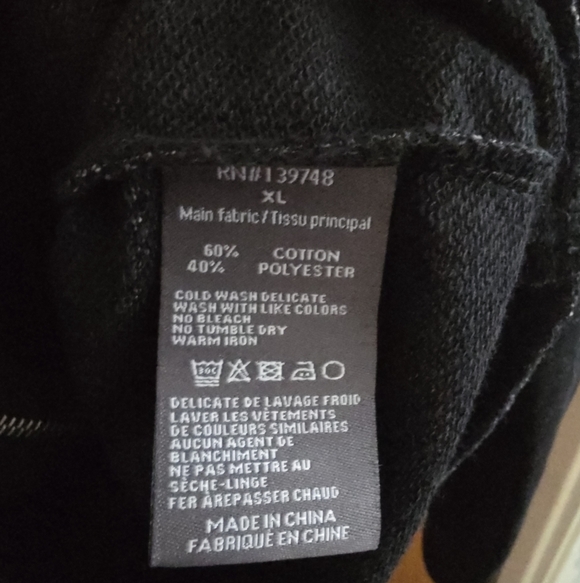 RN#139748
XL
Main fabric/Tissu principal
60% COTTON
40% POLYESTER
COLD WASH DELICATE
WASH WITH LIKE COLORS
NO BLEACH
NO TUMBLE DRY
WARM IRON
30C
DELICATE DE LAVAGE FROID
LAVER LES VÊTEMENTS
DE COULEURS SIMILAIRES
AUCUN AGENT DE
BLANCHIMENT
NE PAS METTRE AU
SÈCHE-LINGE
FER ÀREPASSER CHAUD
MADE IN CHINA
FABRIQUÉ EN CHINE